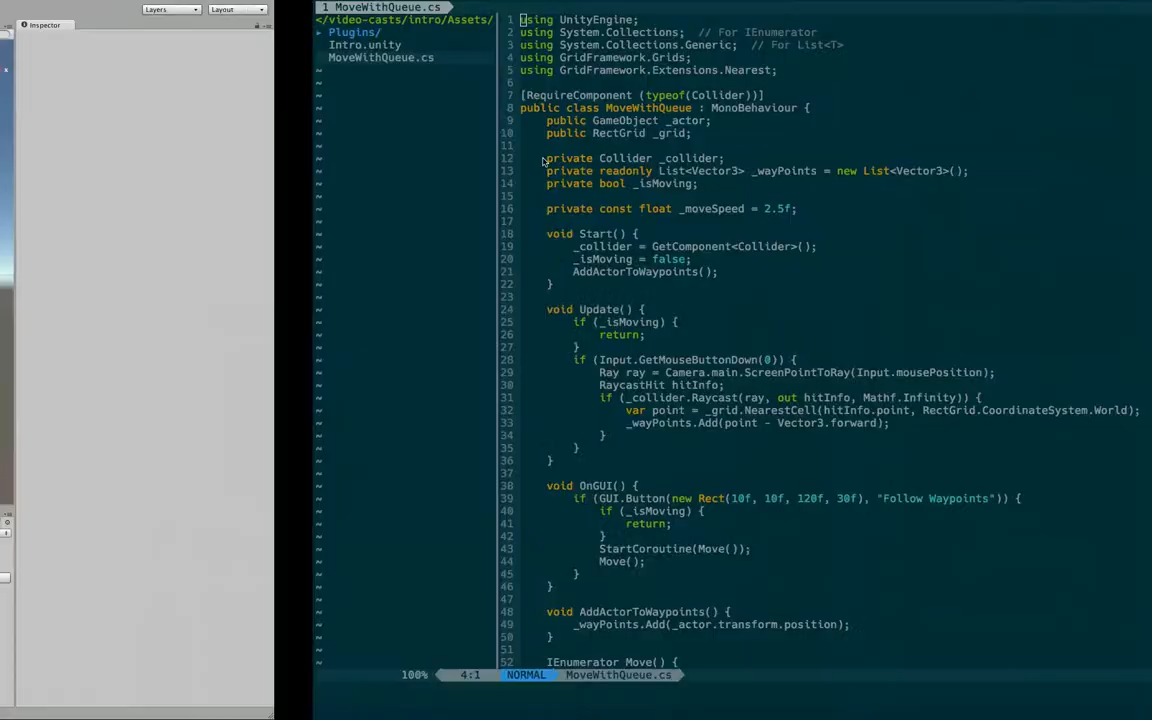 Layers
Layout
Inspector
1 MoveWithQueue.cs
</video-casts/intro/Assets/
▸ Plugins/
Intro.unity
MoveWithQueue.cs
1 using UnityEngine;
2 using System.Collections;  // For IEnumerator
3 using System.Collections.Generic;  // For List<T>
4 using GridFramework.Grids;
5 using GridFramework.Extensions.Nearest;
6
7 [RequireComponent (typeof(Collider))]
8 public class MoveWithQueue : MonoBehaviour {
9     public GameObject _actor;
10     public RectGrid _grid;
11
12     private Collider _collider;
13     private readonly List<Vector3> _wayPoints = new List<Vector3>();
14     private bool _isMoving;
15
16     private const float _moveSpeed = 2.5f;
17
18     void Start() {
19         _collider = GetComponent<Collider>();
20         _isMoving = false;
21         AddActorToWaypoints();
22     }
23
24     void Update() {
25         if (_isMoving) {
26             return;
27         }
28         if (Input.GetMouseButtonDown(0)) {
29             Ray ray = Camera.main.ScreenPointToRay(Input.mousePosition);
30             RaycastHit hitInfo;
31             if (_collider.Raycast(ray, out hitInfo, Mathf.Infinity)) {
32                 var point = _grid.NearestCell(hitInfo.point, RectGrid.CoordinateSystem.World);
33                 _wayPoints.Add(point - Vector3.forward);
34             }
35         }
36     }
37
38     void OnGUI() {
39         if (GUI.Button(new Rect(10f, 10f, 120f, 30f), "Follow Waypoints")) {
40             if (_isMoving) {
41                 return;
42             }
43             StartCoroutine(Move());
44             Move();
45         }
46     }
47
48     void AddActorToWaypoints() {
49         _wayPoints.Add(_actor.transform.position);
50     }
51
52     IEnumerator Move() {
100% 4:1 NORMAL MoveWithQueue.cs